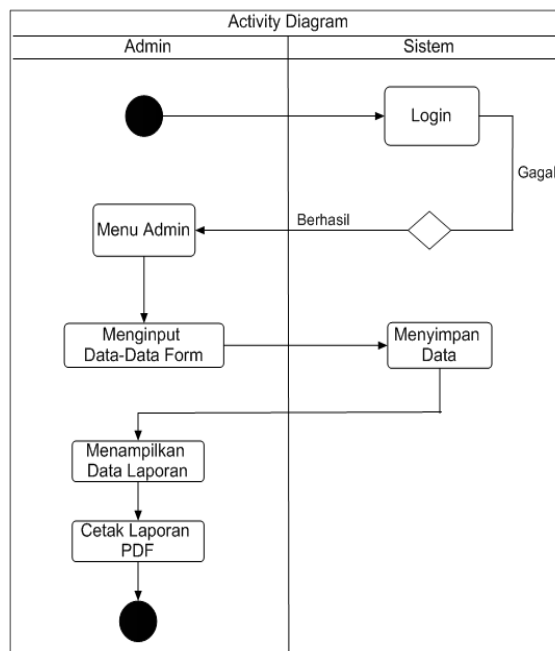 Activity Diagram
Admin
Sistem
Login
Gagal
Berhasil
Menu Admin
Menginput
Data-Data Form
Menyimpan
Data
Menampilkan
Data Laporan
Cetak Laporan
PDF